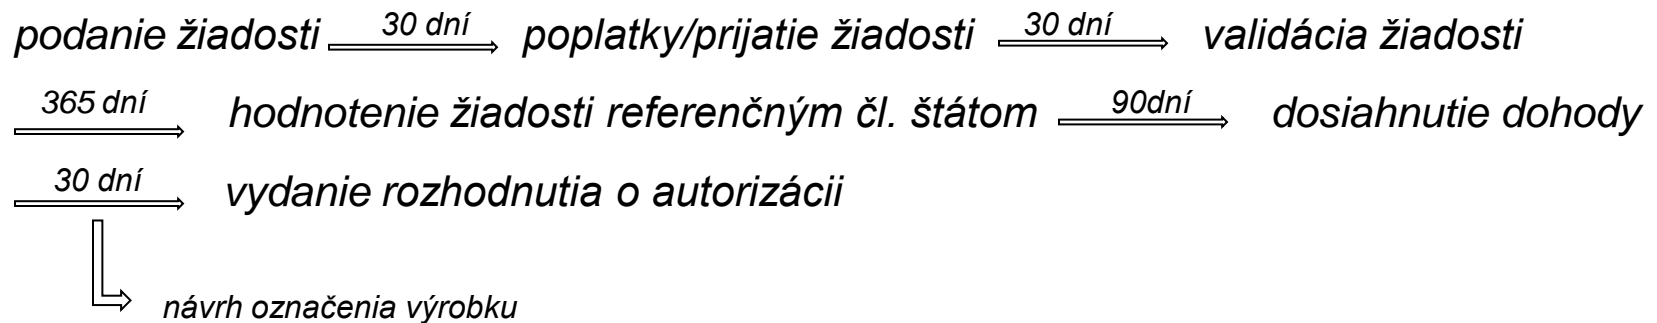 podanie žiadosti 30 dní poplatky/prijatie žiadosti 30 dní validácia žiadosti
365 dní hodnotenie žiadosti referenčným čl. štátom 90dní dosiahnutie dohody
30 dní vydanie rozhodnutia o autorizácii
návrh označenia výrobku